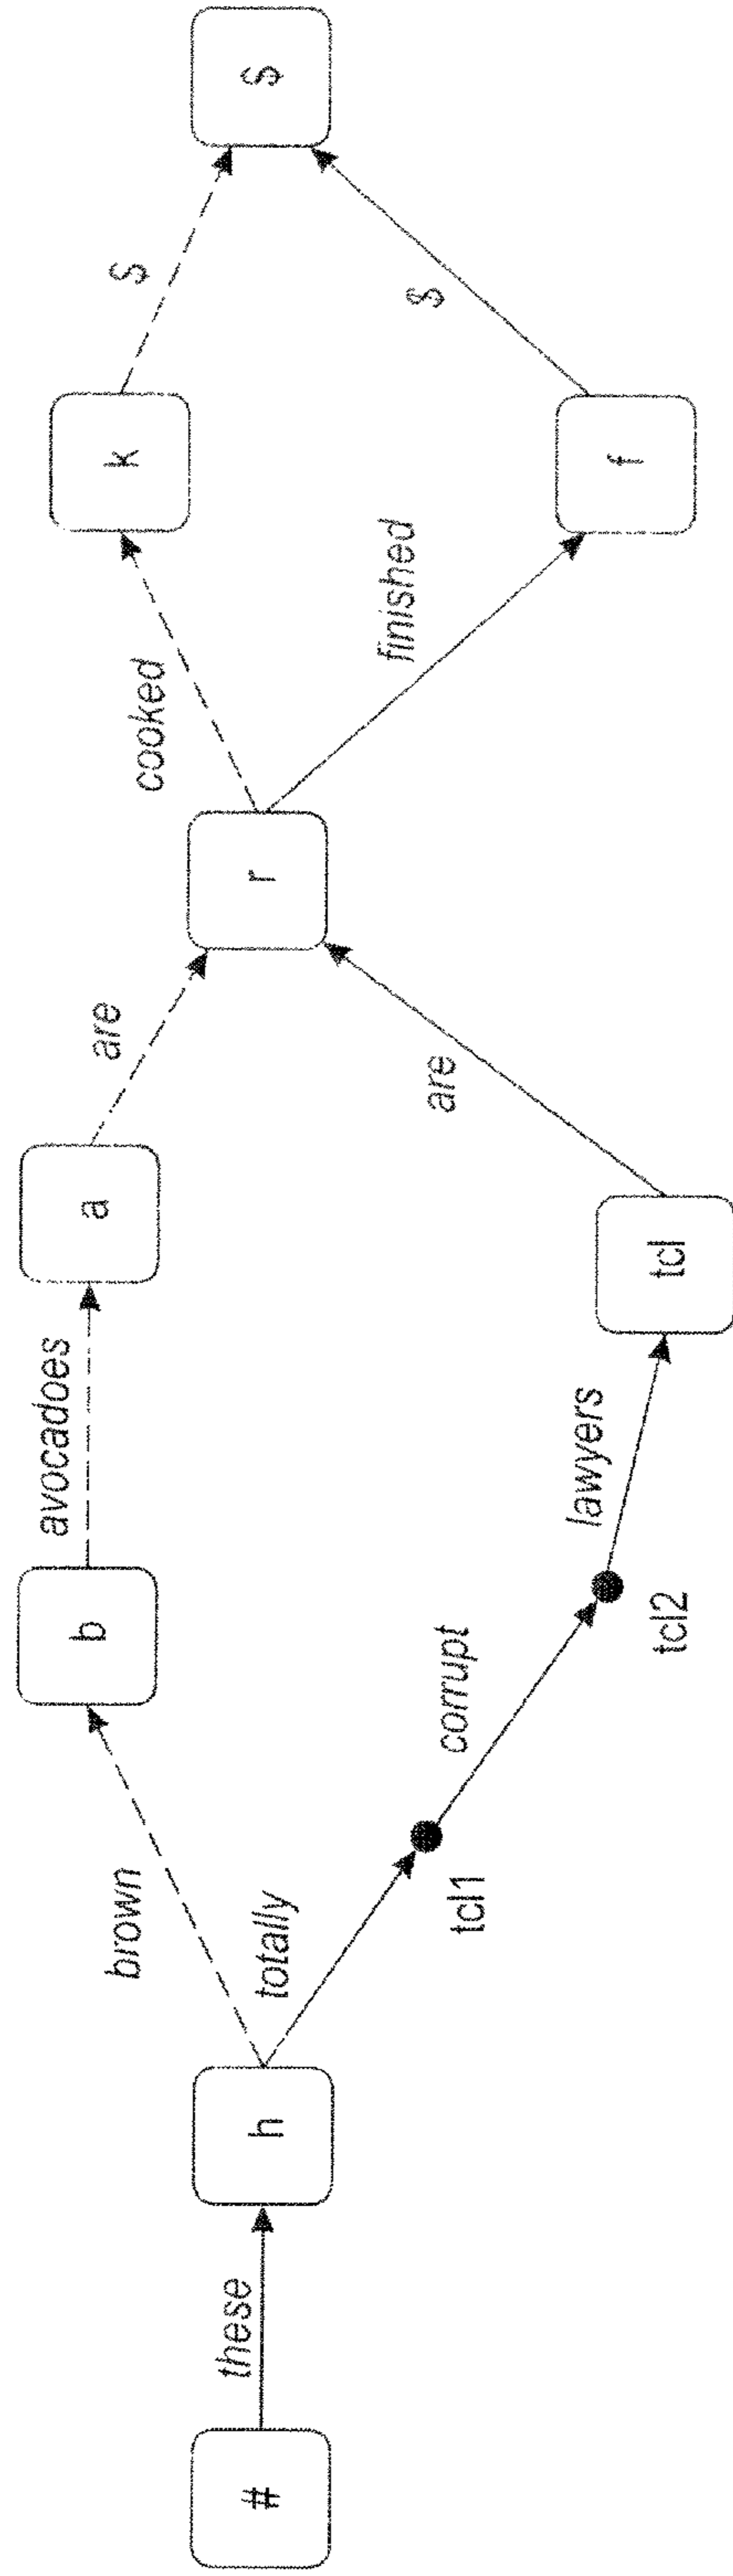 #
these
h
brown
totally
b
tcl1
avocadoes
corrupt
tcl2
a
lawyers
tcl
are
are
r
cooked
finished
k
f
$
$
$